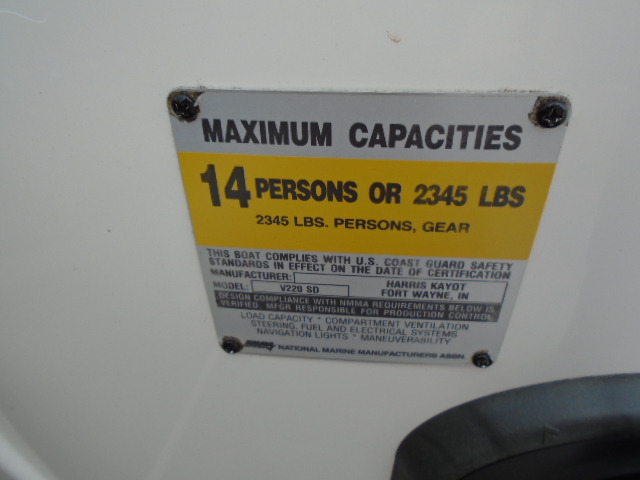 MAXIMUM CAPACITIES
14 PERSONS OR 2345 LBS
2345 LBS. PERSONS, GEAR
THIS BOAT COMPLIES WITH U.S. COAST GUARD SAFETY
STANDARDS IN EFFECT ON THE DATE OF CERTIFICATION
MANUFACTURER: HARRIS KAYOT
MODEL: V220 SD FORT WAYNE, IN
DESIGN COMPLIANCE WITH NMMA REQUIREMENTS BELOW IS
VERIFIED. MFGR RESPONSIBLE FOR PRODUCTION CONTROL.
LOAD CAPACITY * COMPARTMENT VENTILATION
STEERING, FUEL AND ELECTRICAL SYSTEMS
NAVIGATION LIGHTS * MANEUVERABILITY
NATIONAL MARINE MANUFACTURERS ASSN.